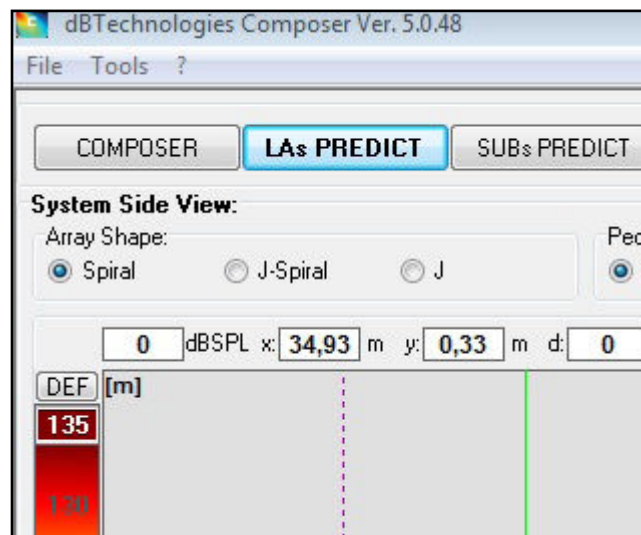 dBTechnologies Composer Ver. 5.0.48
File Tools ?
COMPOSER LAs PREDICT SUBs PREDICT
System Side View:
Array Shape:
Spiral J-Spiral J
0 dBSPL x: 34,93 m y: 0,33 m d: 0
DEF [m]
135
130